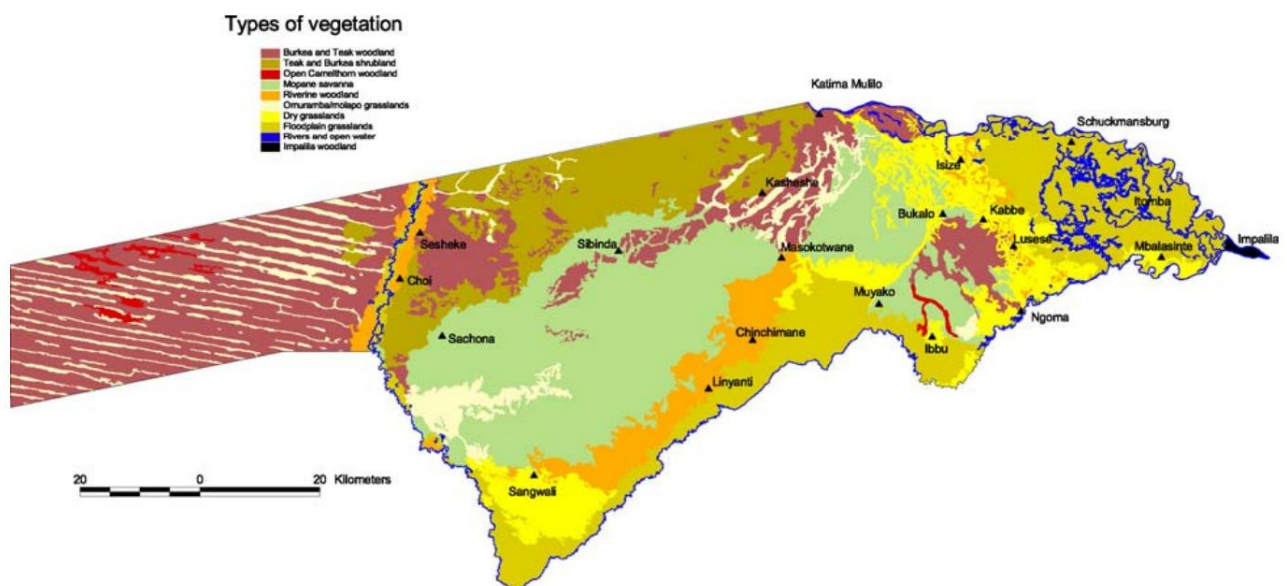 Types of vegetation
Burkea and Teak woodland
Teak and Burkea shrubland
Open Camelthorn woodland
Mopane savanna
Riverine woodland
Omuramba/molapo grasslands
Dry grasslands
Floodplain grasslands
Rivers and open water
Impalila woodland
Katima Mulilo
Schuckmansburg
Isize
Kasheshe
Itomba
Bukalo
Kabbe
Sesheke
Sibinda
Lusese
Impalila
Masokotwane
Mbalasinte
Choi
Muyako
Ngoma
Sachona
Chinchimane
Ibbu
Linyanti
20 0 20 Kilometers
Sangwali